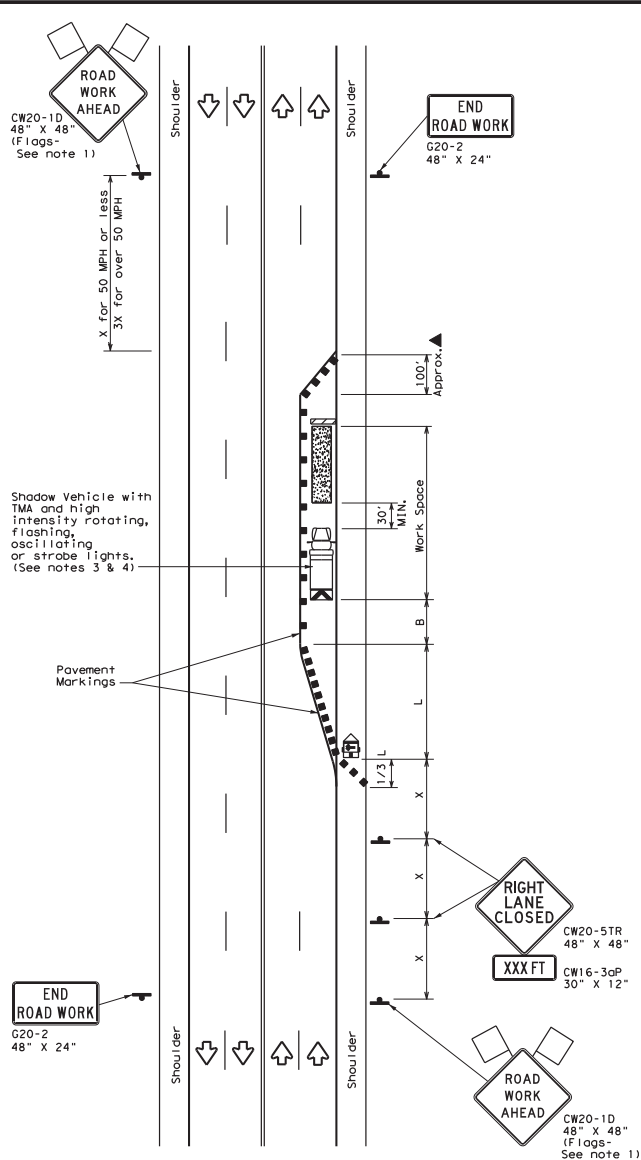 ROAD
WORK
AHEAD
CW20-1D
48" X 48"
(Flags-
See note 1)
Shoulder
Shoulder
END
ROAD WORK
G20-2
48" X 24"
X for 50 MPH or less
3X for over 50 MPH
100'
Approx.
Shadow Vehicle with
TMA and high
intensity rotating,
flashing,
oscillating
or strobe lights.
(See notes 3 & 4)
30'
MIN.
Work Space
B
Pavement
Markings
L
1/3 L
X
X
X
RIGHT
LANE
CLOSED
CW20-5TR
48" X 48"
XXX FT
CW16-3aP
30" X 12"
END
ROAD WORK
G20-2
48" X 24"
Shoulder
Shoulder
ROAD
WORK
AHEAD
CW20-1D
48" X 48"
(Flags-
See note 1)